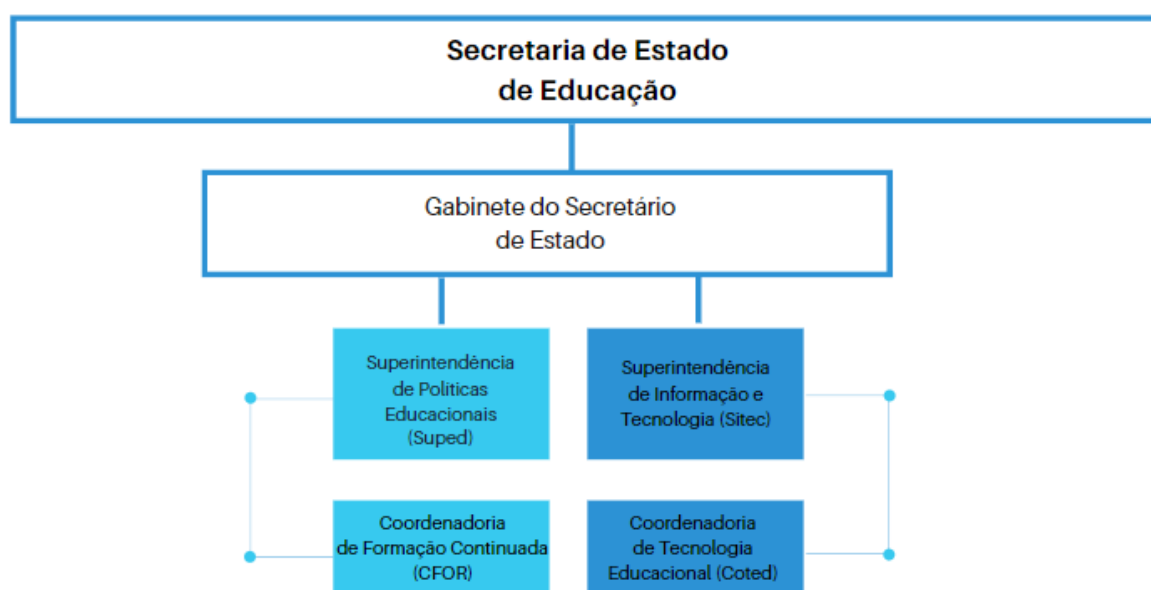 Secretaria de Estado
de Educação
Gabinete do Secretário
de Estado
Superintendência
de Políticas
Educacionais
(Suped)
Superintendência
de Informação e
Tecnologia (Sitec)
Coordenadoria
de Formação Continuada
(CFOR)
Coordenadoria
de Tecnologia
Educacional (Coted)